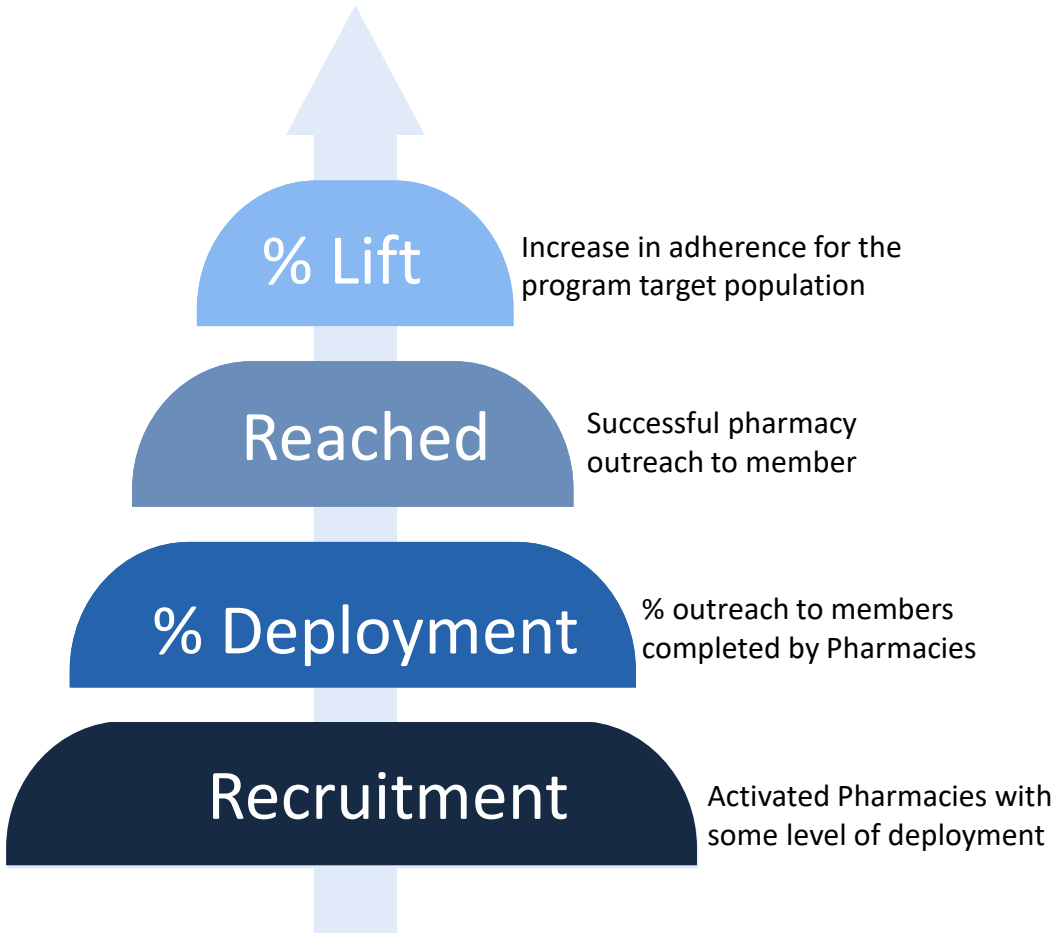 % Lift
Increase in adherence for the
program target population
Reached
Successful pharmacy
outreach to member
% Deployment
% outreach to members
completed by Pharmacies
Recruitment
Activated Pharmacies with
some level of deployment